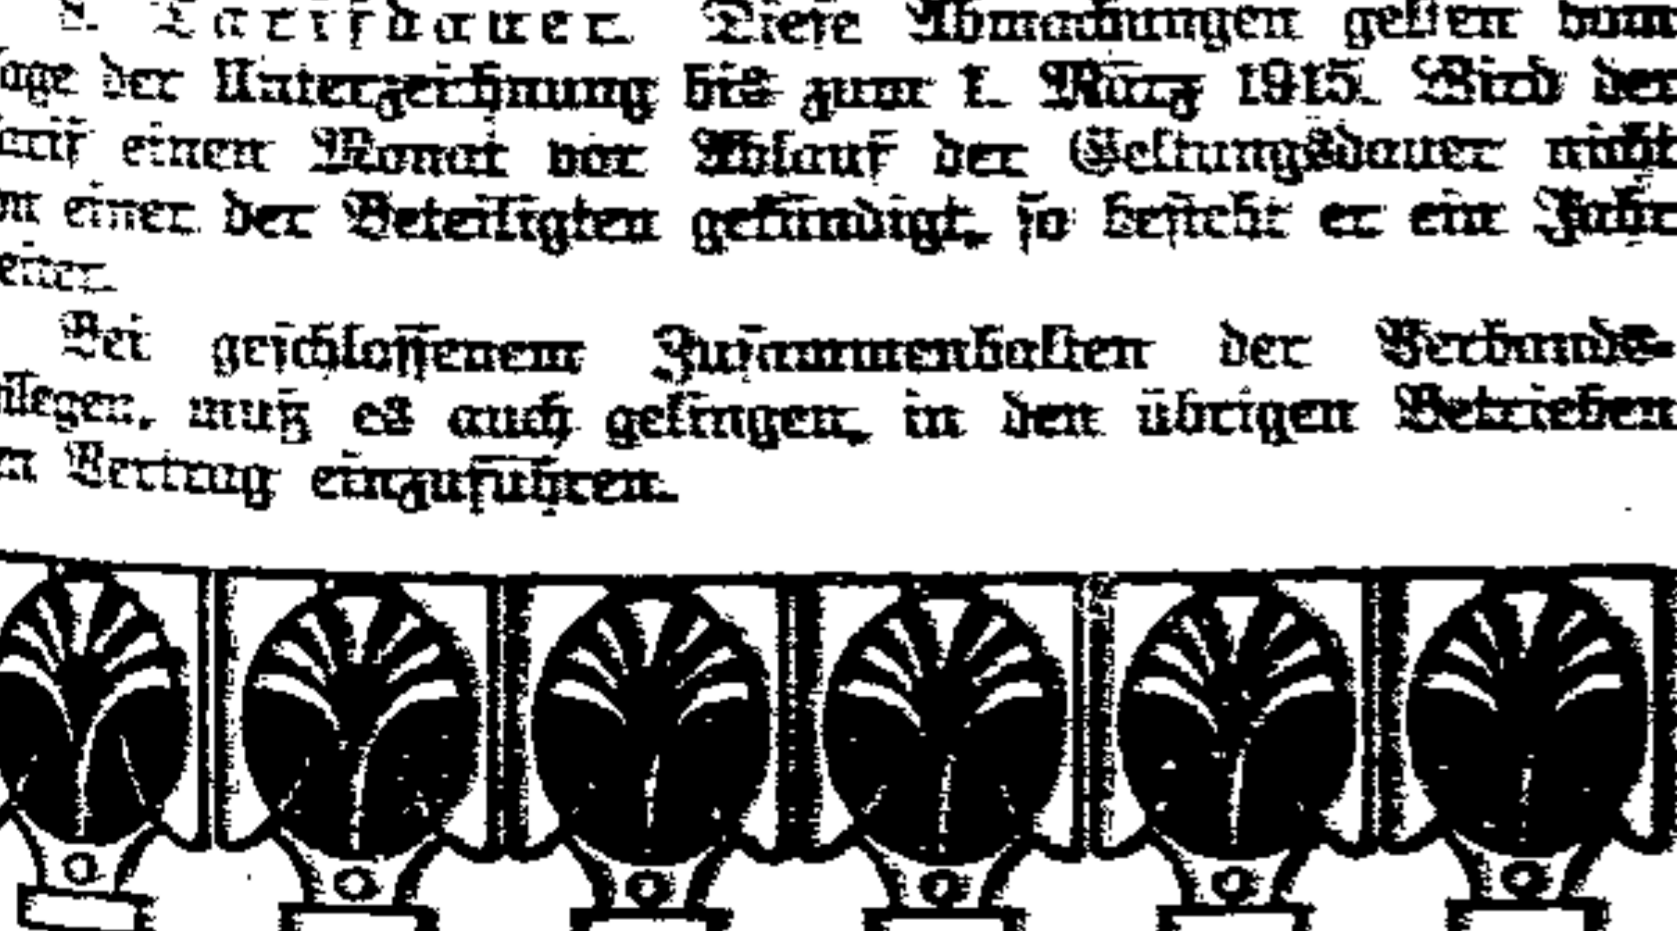 Tarifdauer. Diese Abmachungen gelten vom
age der Unterzeichnung bis zum 1. März 1915. Wird der
arif einen Monat vor Ablauf der Geltungsdauer nicht
on einer der Beteiligten gekündigt, so besteht er ein Jahr
eiter.
Bei geschlossenem Zusammenhalten der Verbands-
llegen, muß es auch gelingen, in den übrigen Betrieben
en Vertrag einzuführen.